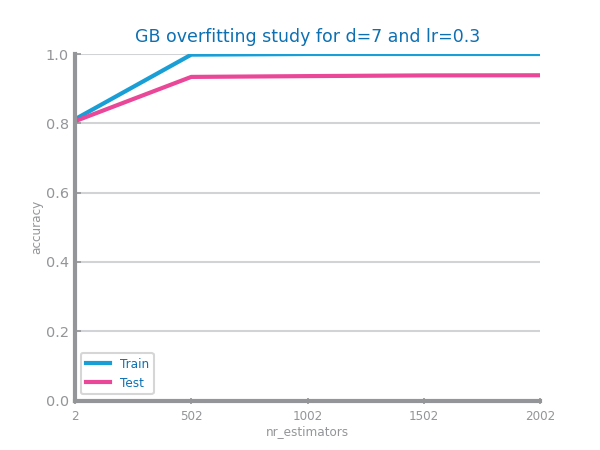 GB overfitting study for d=7 and lr=0.3
1.0
0.8
0.6
0.4
0.2
0.0
accuracy
Train
Test
2 502 1002 1502 2002
nr_estimators